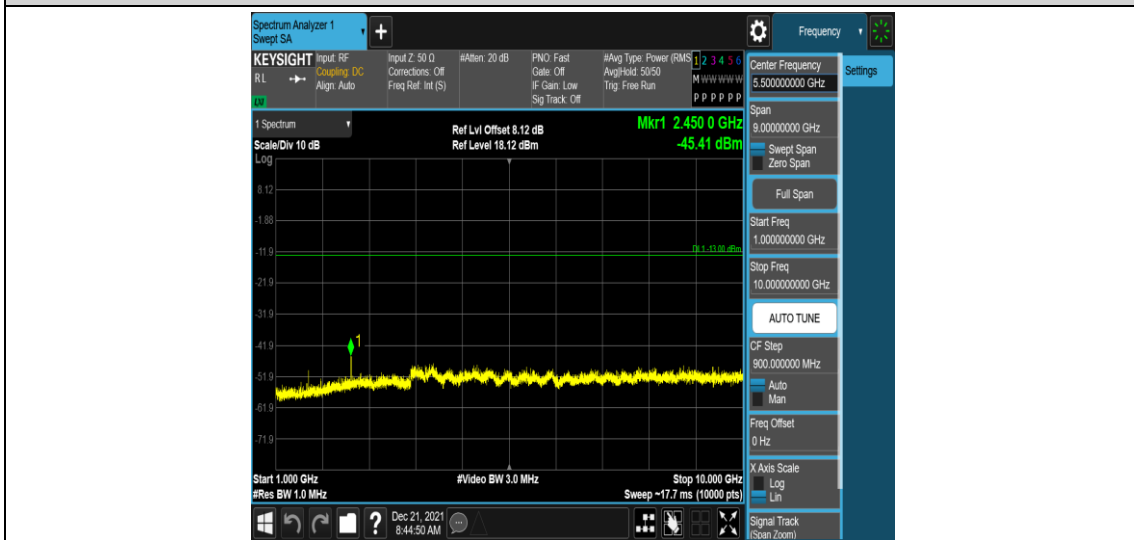 Spectrum Analyzer 1
Swept SA
+
Frequency
KEYSIGHT
RL
LXI
Input: RF
Coupling: DC
Align: Auto
Input Z: 50 Ω
Corrections: Off
Freq Ref: Int (S)
#Atten: 20 dB
PNO: Fast
Gate: Off
IF Gain: Low
Sig Track: Off
#Avg Type: Power (RMS
Avg|Hold: 50/50
Trig: Free Run
1 2 3 4 5 6
M W W W W W
P P P P P P
1 Spectrum
Scale/Div 10 dB
Ref Lvl Offset 8.12 dB
Ref Level 18.12 dBm
Mkr1 2.450 0 GHz
-45.41 dBm
Log
8.12
-1.88
-11.9
DL1 -13.00 dBm
-21.9
-31.9
-41.9
1
-51.9
-61.9
-71.9
Start 1.000 GHz
#Res BW 1.0 MHz
#Video BW 3.0 MHz
Stop 10.000 GHz
Sweep ~17.7 ms (10000 pts)
Center Frequency
5.500000000 GHz
Settings
Span
9.00000000 GHz
Swept Span
Zero Span
Full Span
Start Freq
1.000000000 GHz
Stop Freq
10.000000000 GHz
AUTO TUNE
CF Step
900.000000 MHz
Auto
Man
Freq Offset
0 Hz
X Axis Scale
Log
Lin
Signal Track
(Span Zoom)
?
Dec 21, 2021
8:44:50 AM